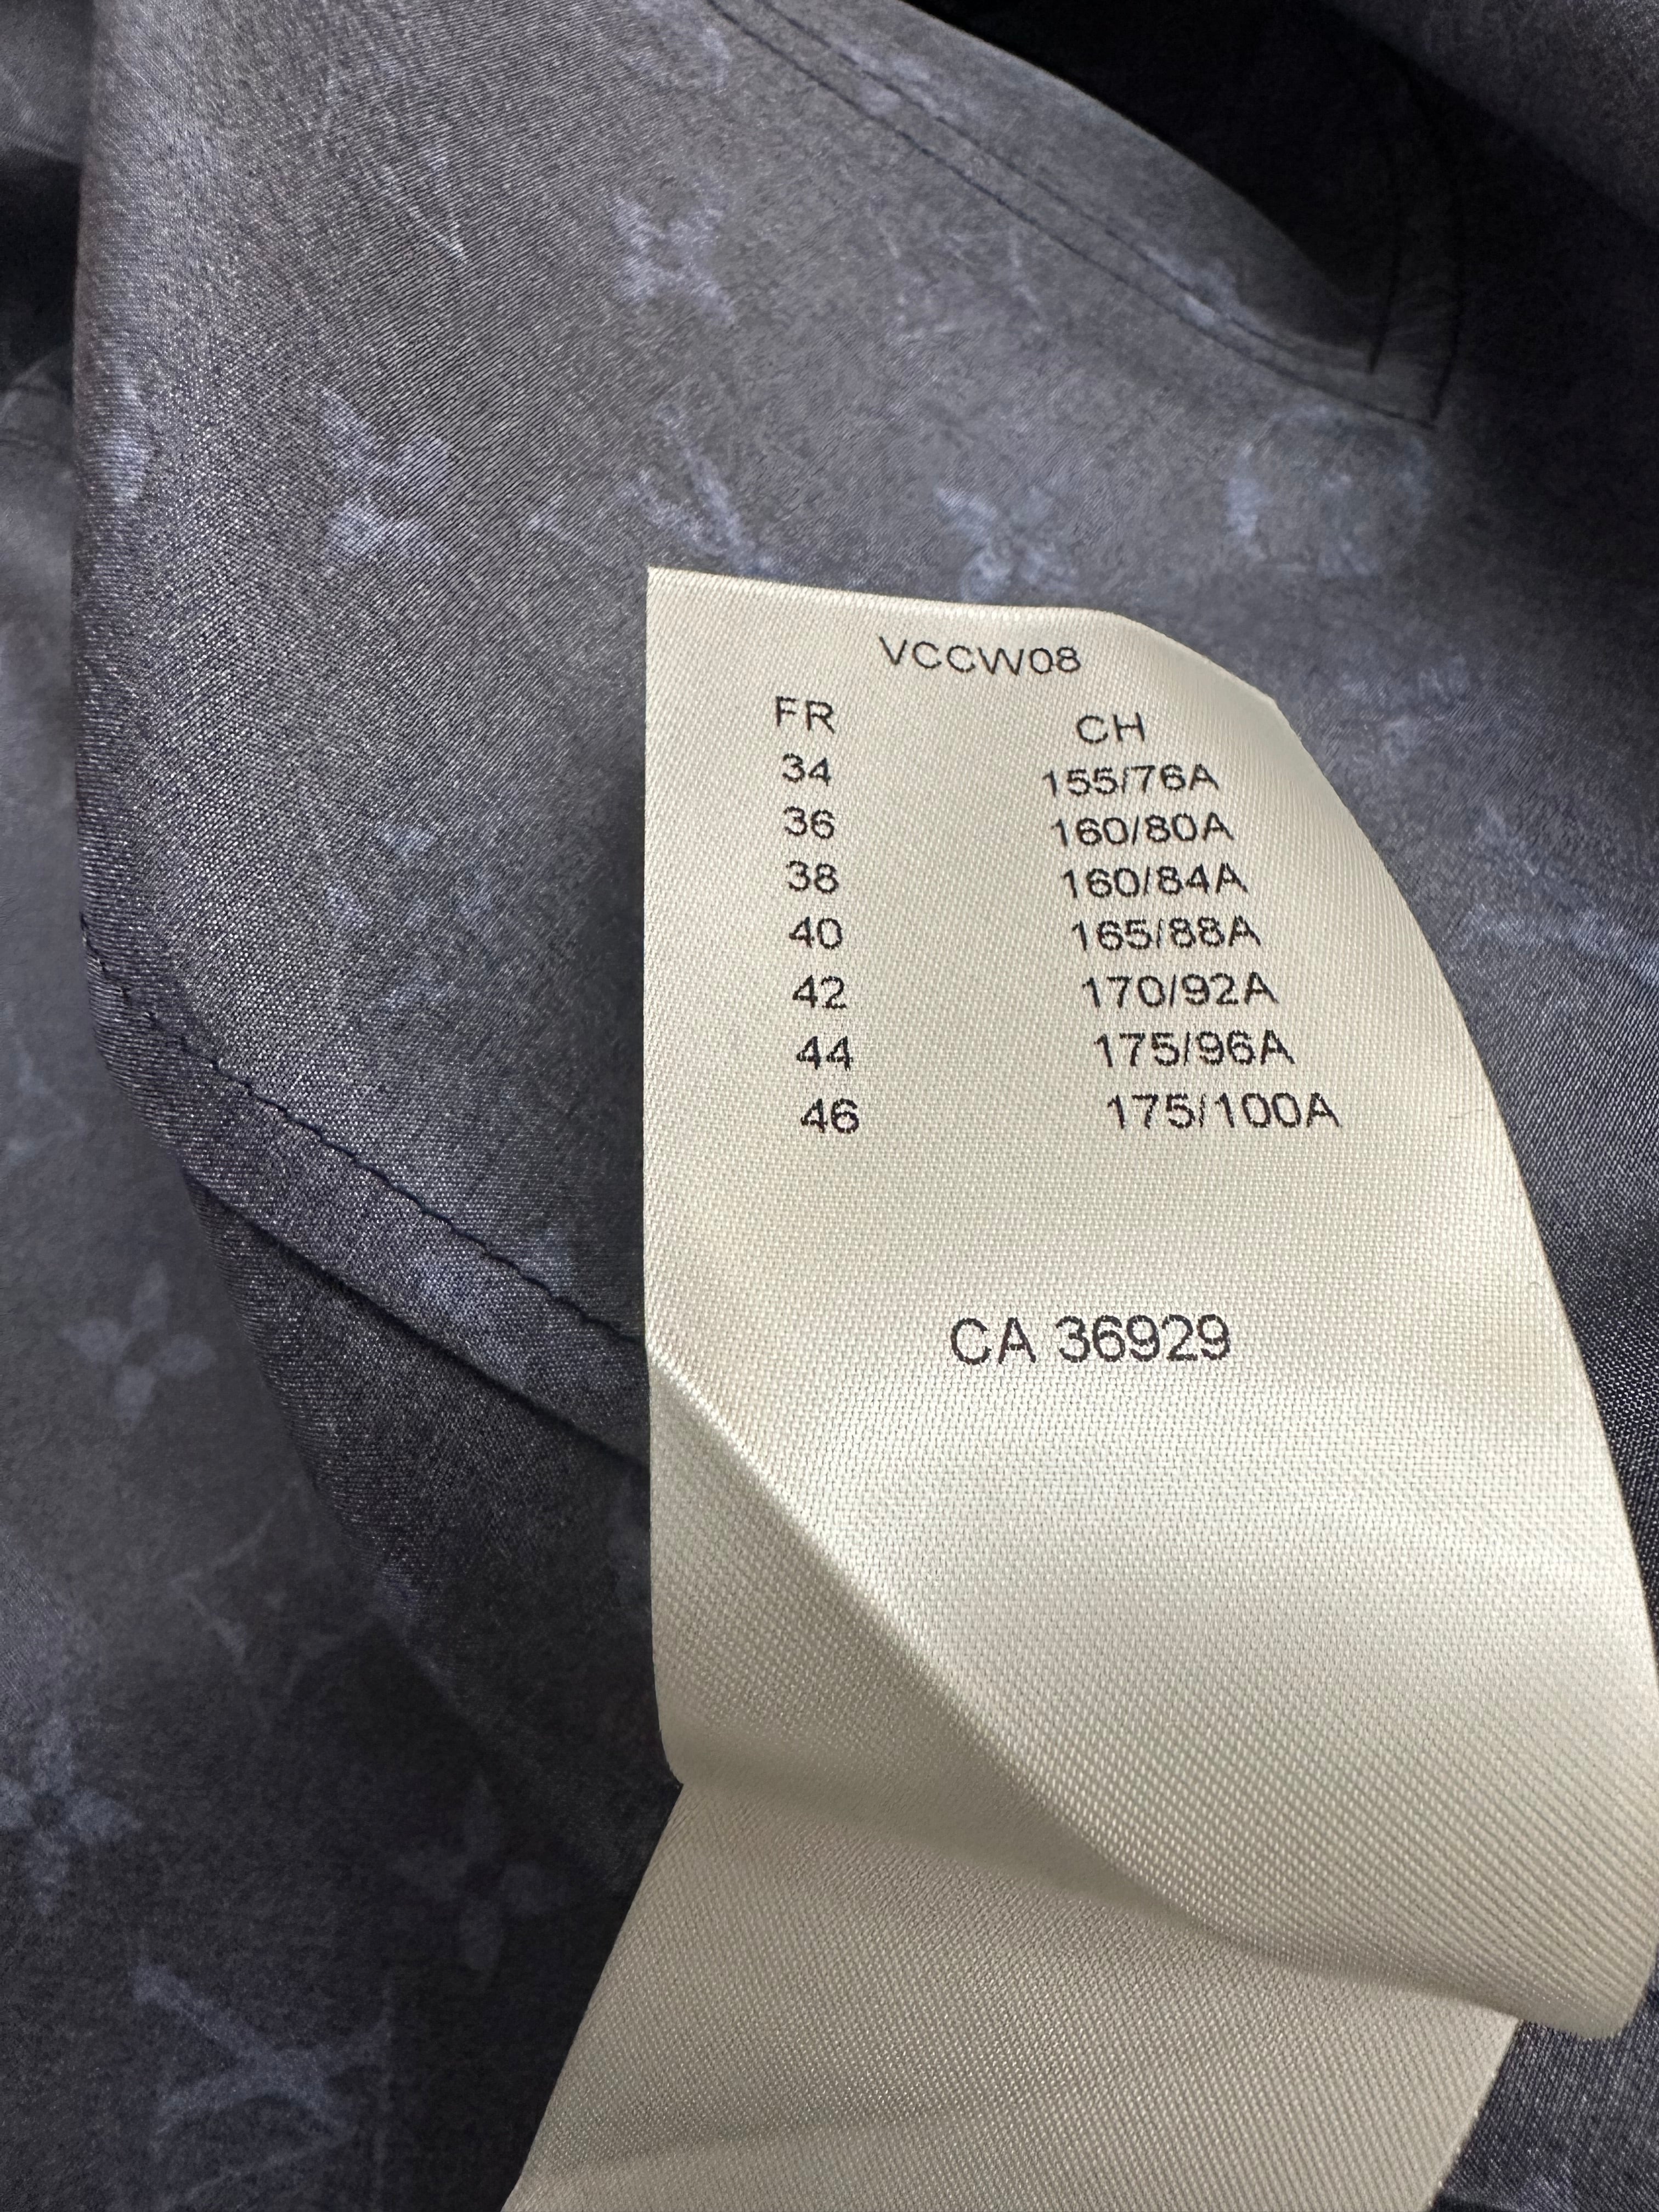 VCCW08
FR CH
34 155/76A
36 160/80A
38 160/84A
40 165/88A
42 170/92A
44 175/96A
46 175/100A
CA 36929